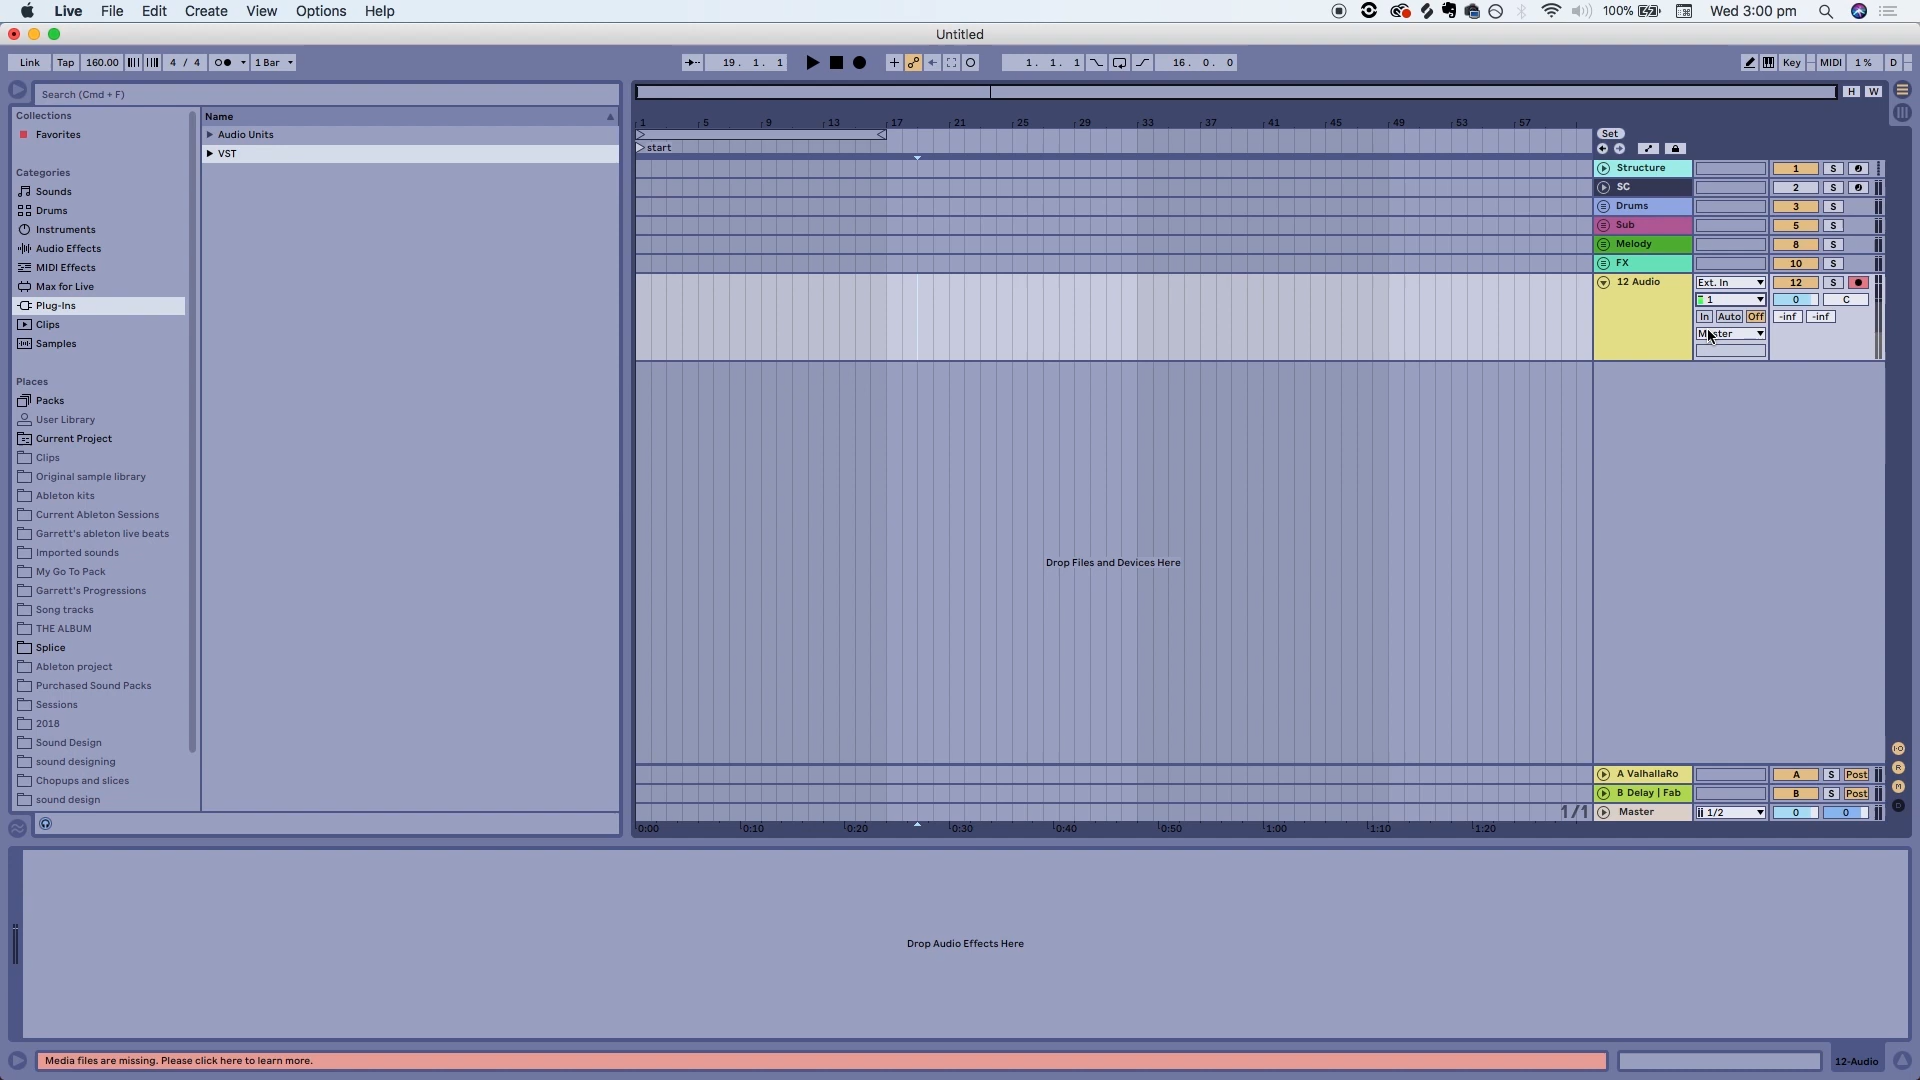 Live File Edit Create View Options Help 100% Wed 3:00 pm
Untitled
Link Tap 160.00 4 / 4 1 Bar 19. 1. 1 1. 1. 1 16. 0. 0 Key MIDI 1 % D
Search (Cmd + F)
H W
Collections
Favorites
Categories
Sounds
Drums
Instruments
Audio Effects
MIDI Effects
Max for Live
Plug-Ins
Clips
Samples
Places
Packs
User Library
Current Project
Clips
Original sample library
Ableton kits
Current Ableton Sessions
Garrett's ableton live beats
Imported sounds
My Go To Pack
Garrett's Progressions
Song tracks
THE ALBUM
Splice
Ableton project
Purchased Sound Packs
Sessions
2018
Sound Design
sound designing
Chopups and slices
sound design
Name
Audio Units
VST
1 5 9 13 17 21 25 29 33 37 41 45 49 53 57
start
Set
Structure 1 S
SC 2 S
Drums 3 S
Sub 5 S
Melody 8 S
FX 10 S
12 Audio Ext. In 12 S
1 0 C
In Auto Off -inf -inf
Master
Drop Files and Devices Here
I·O
R
M
D
A ValhallaRo A S Post
B Delay | Fab B S Post
1/1 Master 1/2 0 0
0:00 0:10 0:20 0:30 0:40 0:50 1:00 1:10 1:20
Drop Audio Effects Here
Media files are missing. Please click here to learn more.
12-Audio